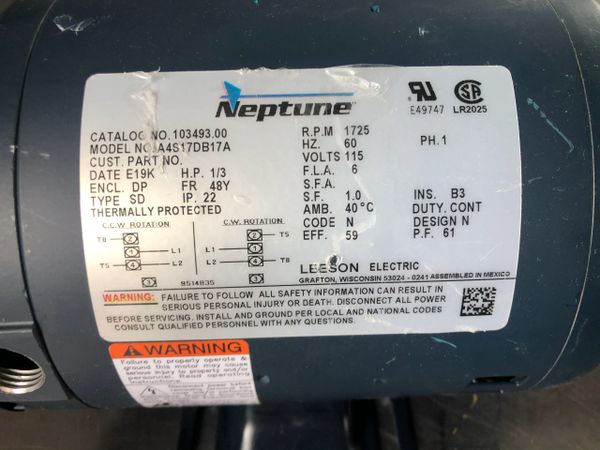 Neptune
E49747
LR2025
CATALOG NO. 103493.00
MODEL NO. A4S17DB17A
CUST. PART NO.
DATE E19K H.P. 1/3
ENCL. DP FR 48Y
TYPE SD IP. 22
THERMALLY PROTECTED
R.P.M 1725
HZ. 60
VOLTS 115
F.L.A. 6
S.F.A.
S.F. 1.0
AMB. 40°C
CODE N
EFF. 59
PH. 1
INS. B3
DUTY. CONT
DESIGN N
P.F. 61
C.C.W ROTATION
T8 2
1 L1
T5 4 L2
3
9514835
C.W. ROTATION
2 T5
L1 1
L2 4 T8
3
LEESON ELECTRIC
GRAFTON, WISCONSIN 53024 - 0241 ASSEMBLED IN MEXICO
WARNING: FAILURE TO FOLLOW ALL SAFETY INFORMATION CAN RESULT IN
SERIOUS PERSONAL INJURY OR DEATH. DISCONNECT ALL POWER
BEFORE SERVICING. INSTALL AND GROUND PER LOCAL AND NATIONAL CODES
CONSULT QUALIFIED PERSONNEL WITH ANY QUESTIONS
WARNING
Failure to properly operate &
ground this motor may cause
serious injury to property and/or
personnel. Read operating
instructions.